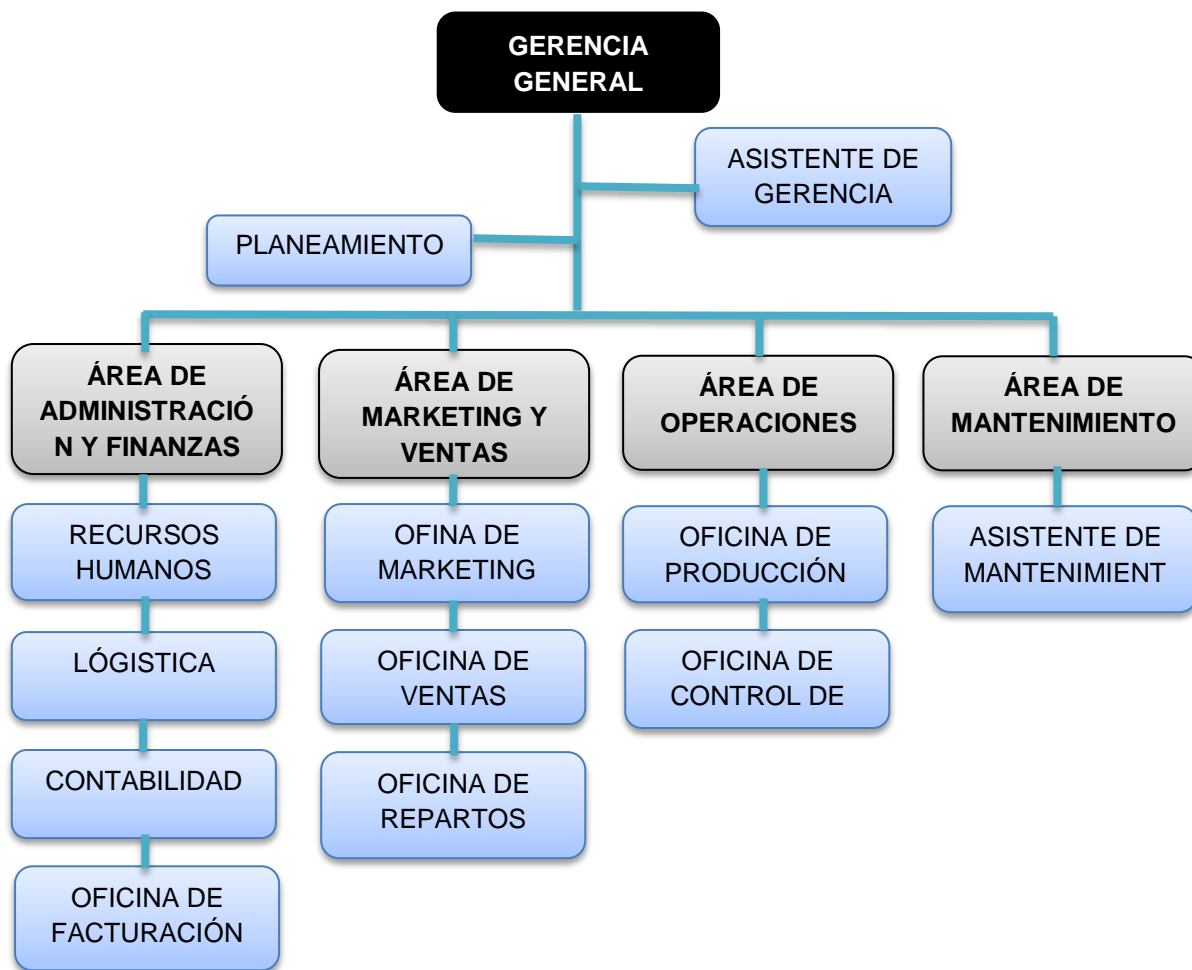 GERENCIA
GENERAL
ASISTENTE DE
GERENCIA
PLANEAMIENTO
ÁREA DE
ADMINISTRACIÓ
N Y FINANZAS
ÁREA DE
MARKETING Y
VENTAS
ÁREA DE
OPERACIONES
ÁREA DE
MANTENIMIENTO
RECURSOS
HUMANOS
OFINA DE
MARKETING
OFICINA DE
PRODUCCIÓN
ASISTENTE DE
MANTENIMIENT
LÓGISTICA
OFICINA DE
VENTAS
OFICINA DE
CONTROL DE
CONTABILIDAD
OFICINA DE
REPARTOS
OFICINA DE
FACTURACIÓN